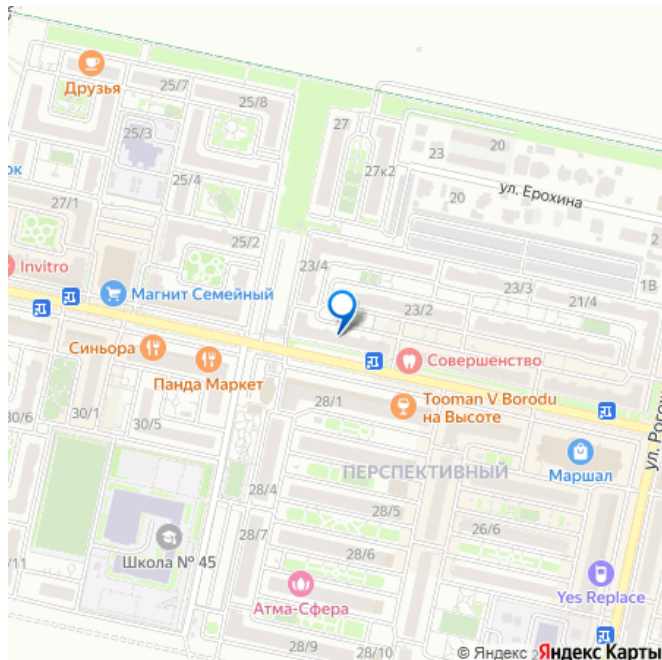 Друзья
25/7
25/8
25/3
27
27к2
20
23
ул. Ерохина
ок
25/4
20
27/1
25/2
2
23/4
Invitro
23/3
1В
21/4
Магнит Семейный
23/2
Синьора
Совершенство
Панда Маркет
Tooman V Borodu
на Высоте
28/1
30/6
30/1
30/5
ПЕРСПЕКТИВНЫЙ
Маршал
28/4
28/5
26/6
28/7
Школа № 45
28/6
/11
Атма-Сфера
Yes Replace
28/9
28/10
© Яндекс
Яндекс Карты